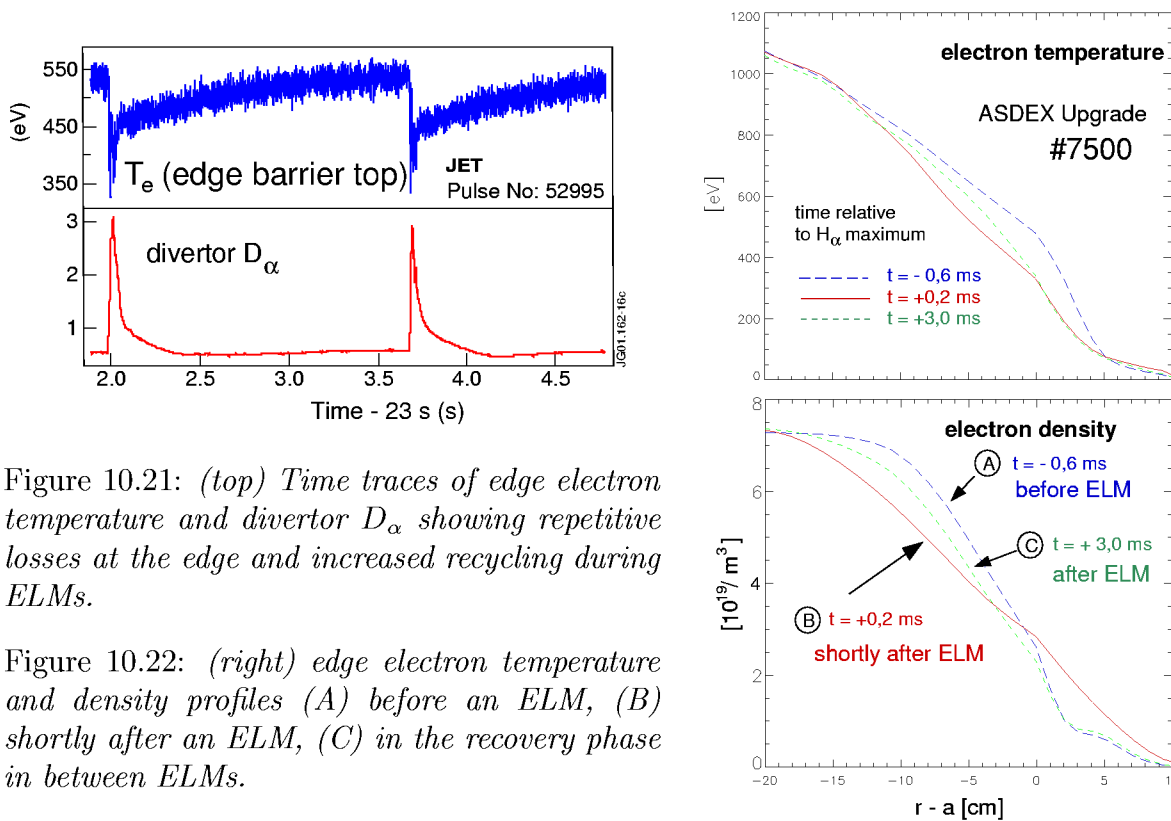 550
450
350
(eV)
T_e (edge barrier top)
JET
Pulse No: 52995
3
2
1
divertor D_α
JG01.162-16c
2.0 2.5 3.0 3.5 4.0 4.5
Time - 23 s (s)
Figure 10.21: (top) Time traces of edge electron
temperature and divertor D_α showing repetitive
losses at the edge and increased recycling during
ELMs.
Figure 10.22: (right) edge electron temperature
and density profiles (A) before an ELM, (B)
shortly after an ELM, (C) in the recovery phase
in between ELMs.
1200
1000
800
600
400
200
0
[eV]
electron temperature
ASDEX Upgrade
#7500
time relative
to H_α maximum
t = - 0,6 ms
t = +0,2 ms
t = +3,0 ms
8
6
4
2
0
[10^19/ m^3]
electron density
A t = - 0,6 ms
before ELM
C t = + 3,0 ms
after ELM
B t = +0,2 ms
shortly after ELM
-20 -15 -10 -5 0 5
r - a [cm]